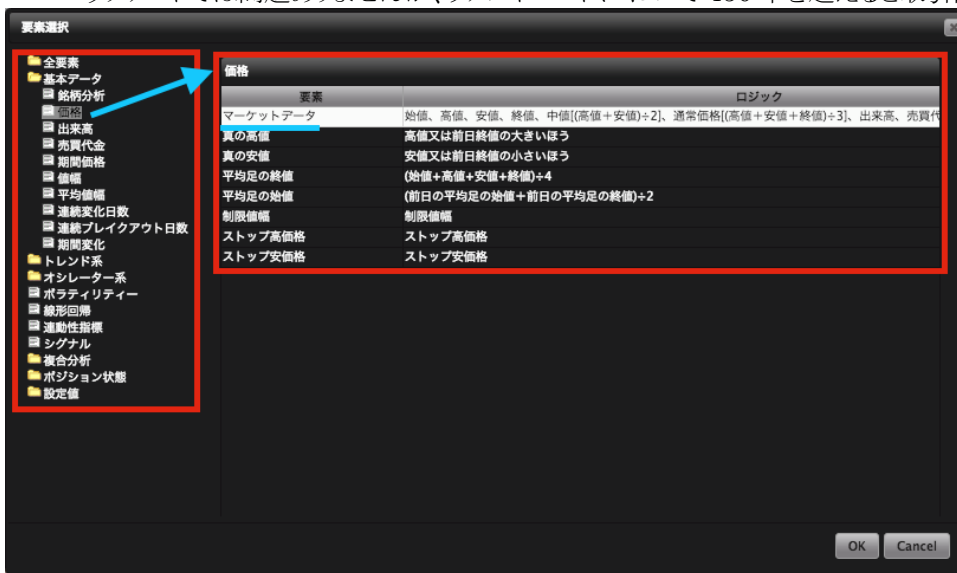 要素選択
全要素
基本データ
銘柄分析
価格
出来高
売買代金
期間価格
値幅
平均値幅
連続変化日数
連続ブレイクアウト日数
期間変化
トレンド系
オシレーター系
ボラティリティー
線形回帰
連動性指標
シグナル
複合分析
ポジション状態
設定値
価格
要素 ロジック
マーケットデータ 始値、高値、安値、終値、中値[(高値+安値)÷2]、通常価格[(高値+安値+終値)÷3]、出来高、売買代
真の高値 高値又は前日終値の大きいほう
真の安値 安値又は前日終値の小さいほう
平均足の終値 (始値+高値+安値+終値)÷4
平均足の始値 (前日の平均足の始値+前日の平均足の終値)÷2
制限値幅 制限値幅
ストップ高価格 ストップ高価格
ストップ安価格 ストップ安価格
OK Cancel